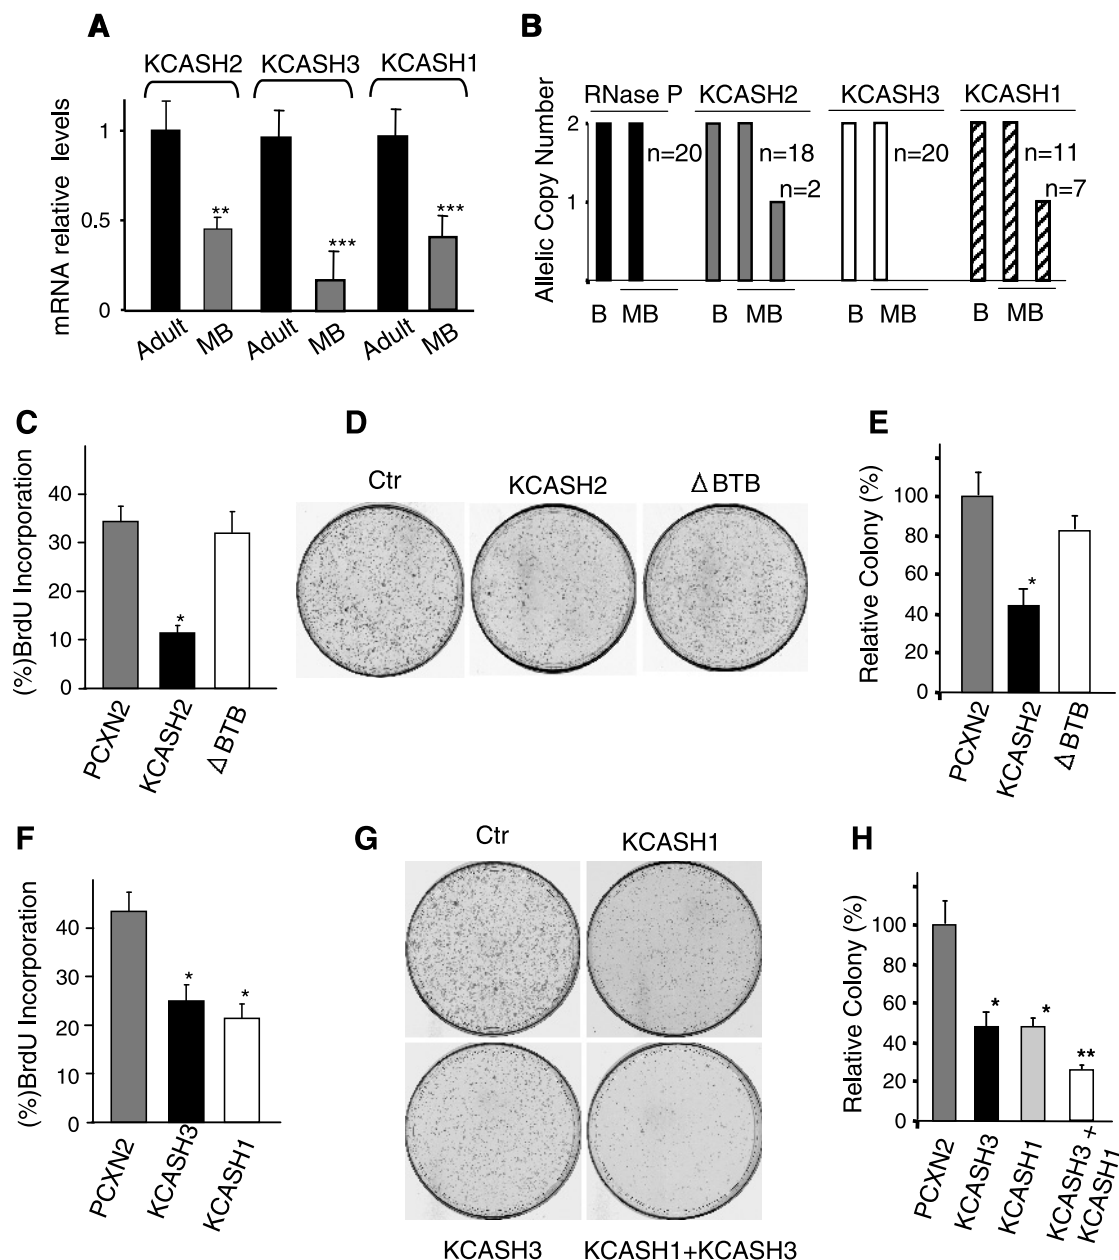 A
KCASH2 KCASH3 KCASH1
mRNA relative levels
1
0.5
0
** *** ***
Adult MB Adult MB Adult MB
B
RNase P KCASH2 KCASH3 KCASH1
Allelic Copy Number
2
1
n=20 n=18 n=20 n=11
n=2 n=7
B MB B MB B MB B MB
C
(%)BrdU Incorporation
40
30
20
10
0
*
PCXN2 KCASH2 ΔBTB
D
Ctr KCASH2 ΔBTB
E
Relative Colony (%)
100
80
60
40
20
0
*
PCXN2 KCASH2 ΔBTB
F
(%)BrdU Incorporation
40
30
20
10
0
* *
PCXN2 KCASH3 KCASH1
G
Ctr KCASH1
KCASH3 KCASH1+KCASH3
H
Relative Colony (%)
100
80
60
40
20
0
* * **
PCXN2 KCASH3 KCASH1 KCASH3 +
KCASH1